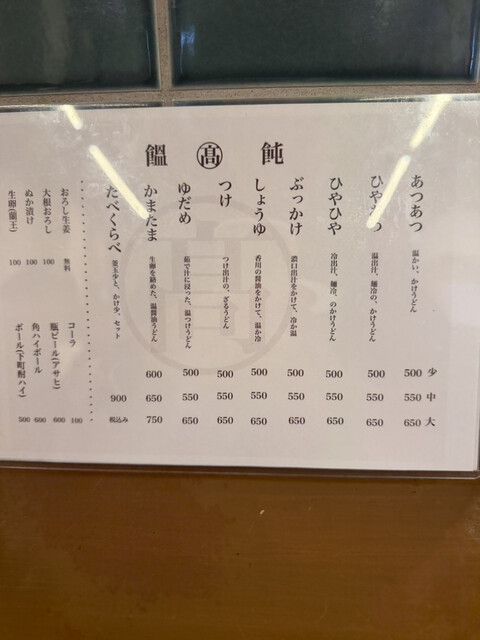 饂 髙 飩
少 中 大
あつあつ 温かい、かけうどん 500 550 650
ひや つ 温出汁、麺冷の、かけうどん 500 550 650
ひやひや 冷出汁、麺冷、のかけうどん 500 550 650
ぶっかけ 濃口出汁をかけて、冷か温 500 550 650
しょうゆ 香川の醤油をかけて、温か冷 500 550 650
つけ つけ出汁の、ざるうどん 500 550 650
ゆだめ 茹で汁に浸った、温つけうどん 500 550 650
かまたま 生卵を絡めた、温醤油うどん 600 650 750
たべくらべ 釜玉少と、かけ少、セット 900 税込み
おろし生姜 無料
大根おろし 100
ぬか漬け 100
生卵(蘭王) 100
コーラ 100
瓶ビール(アサヒ) 600
角ハイボール 600
ボール(下町酎ハイ) 500